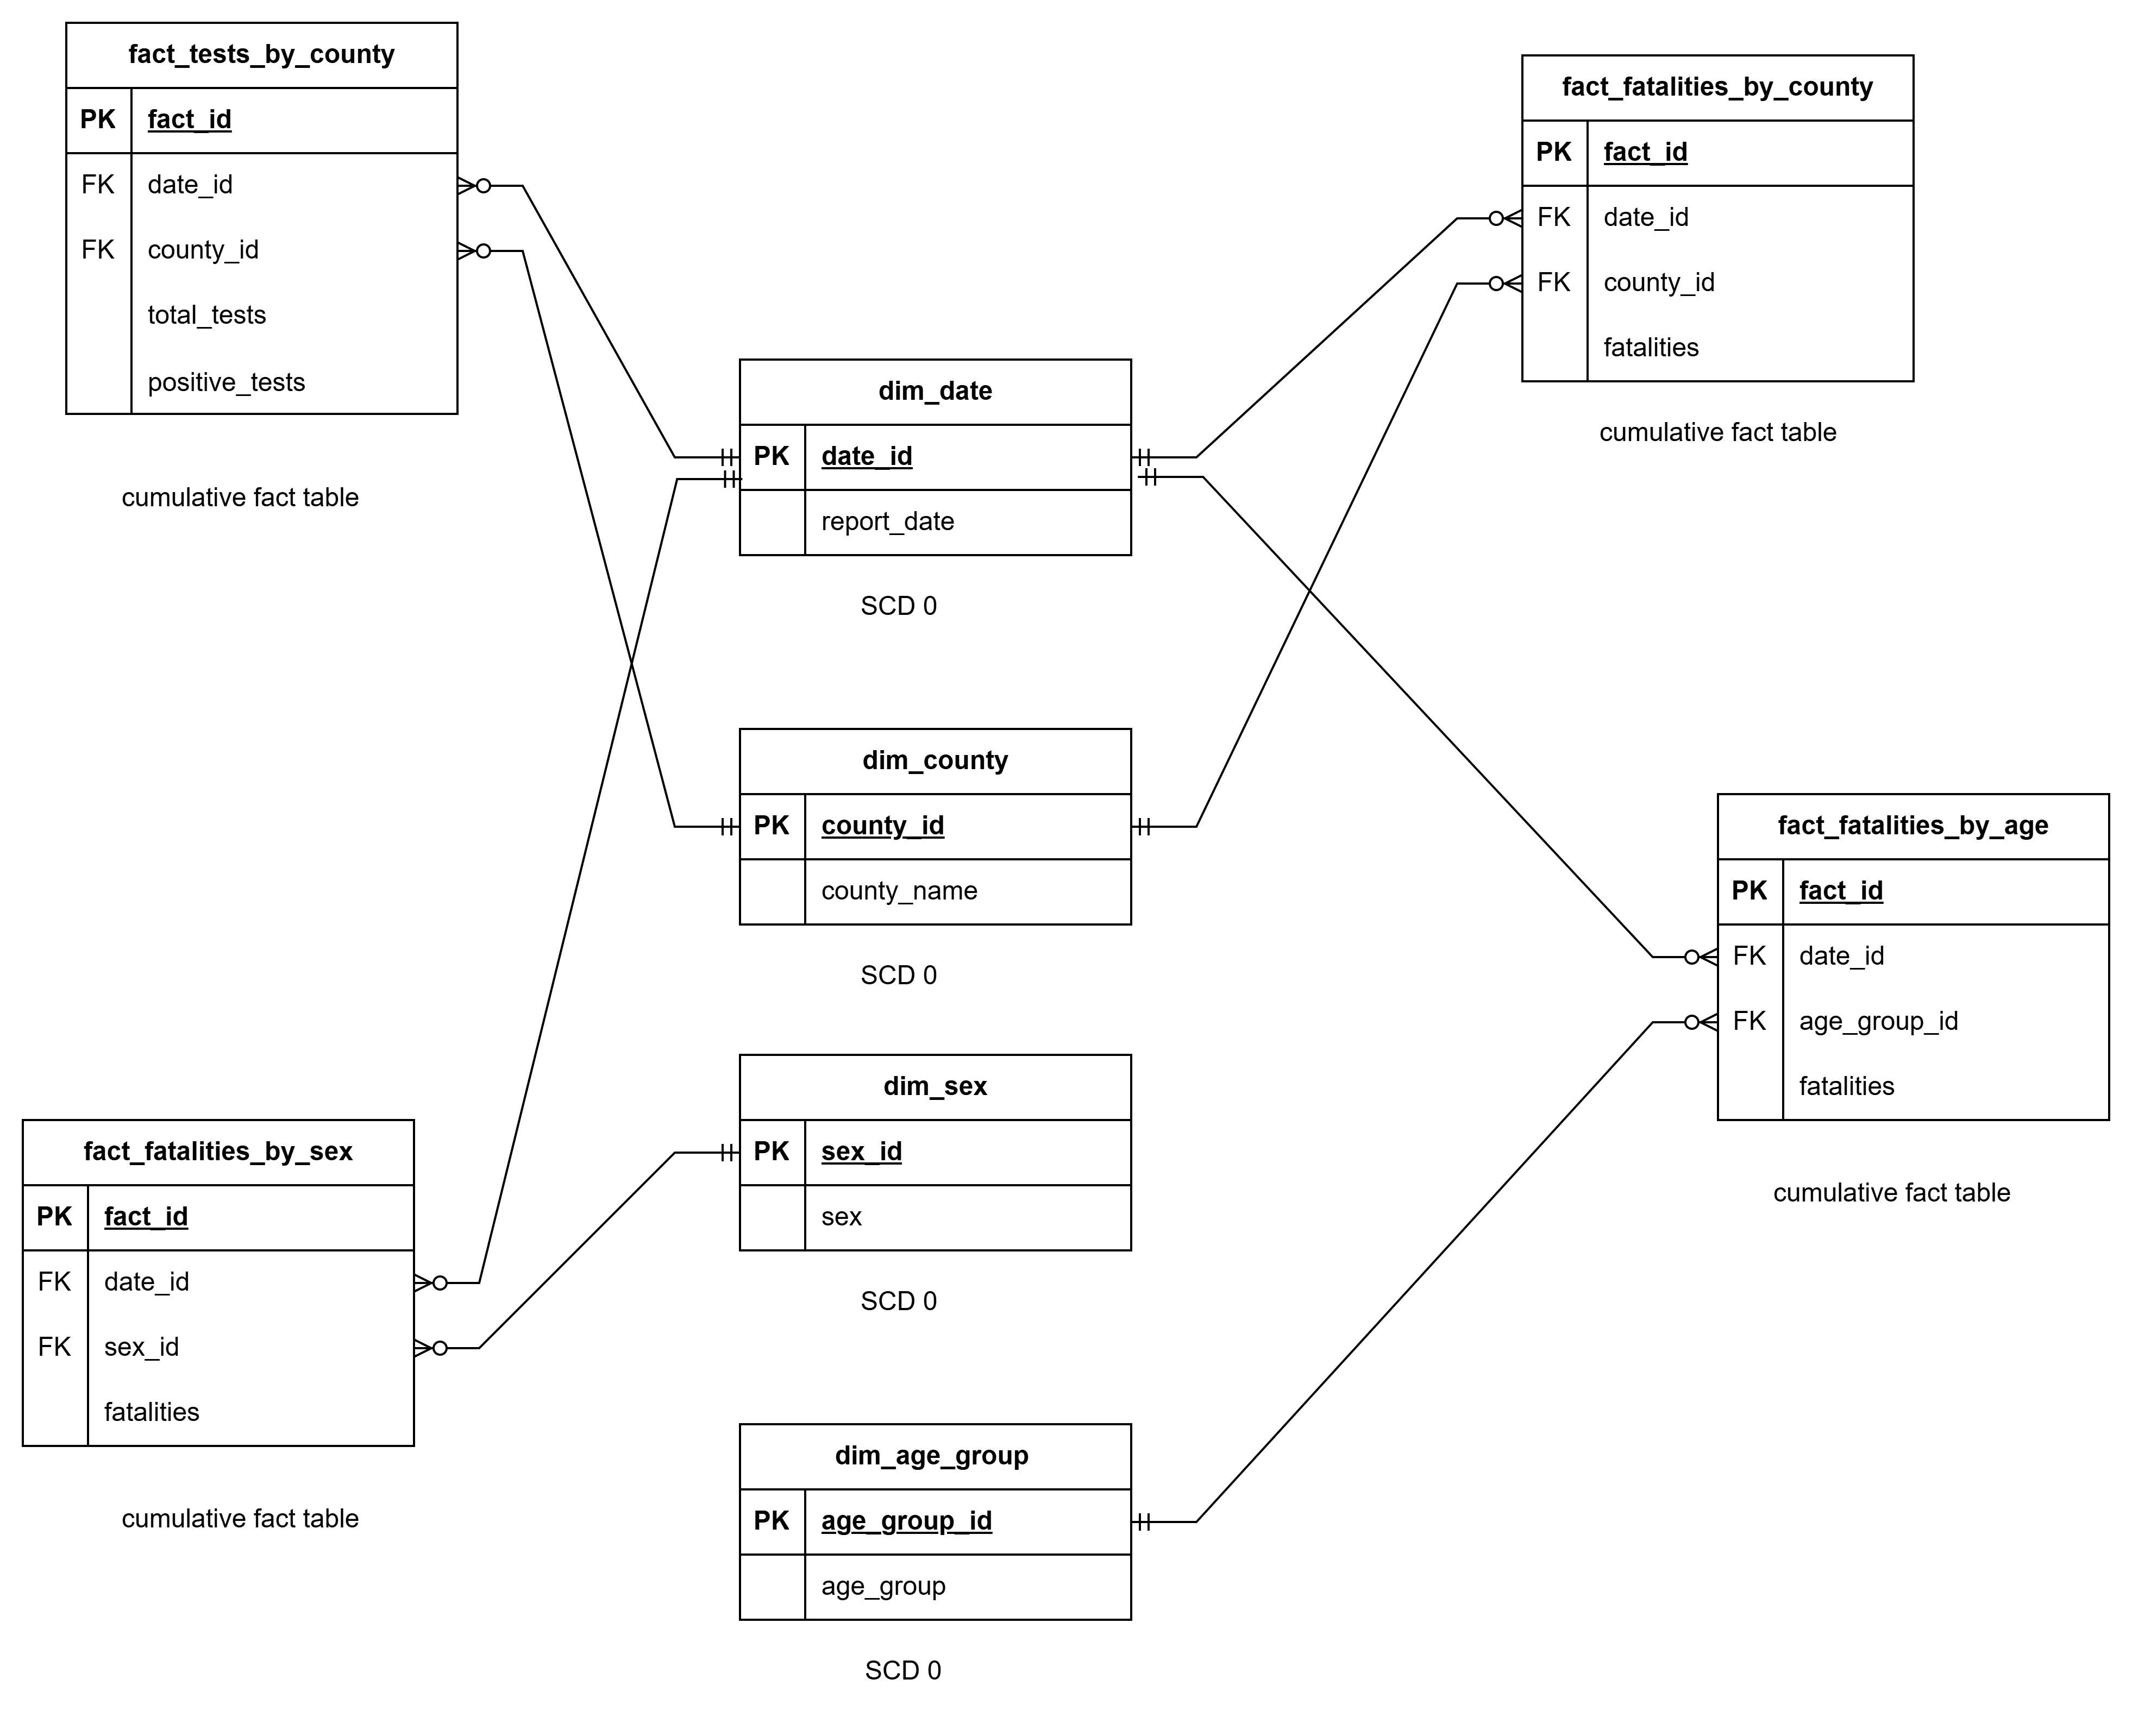 fact_tests_by_county
PK fact_id
FK date_id
FK county_id
total_tests
positive_tests
cumulative fact table
fact_fatalities_by_county
PK fact_id
FK date_id
FK county_id
fatalities
cumulative fact table
dim_date
PK date_id
report_date
SCD 0
dim_county
PK county_id
county_name
SCD 0
fact_fatalities_by_age
PK fact_id
FK date_id
FK age_group_id
fatalities
cumulative fact table
dim_sex
PK sex_id
sex
SCD 0
fact_fatalities_by_sex
PK fact_id
FK date_id
FK sex_id
fatalities
cumulative fact table
dim_age_group
PK age_group_id
age_group
SCD 0